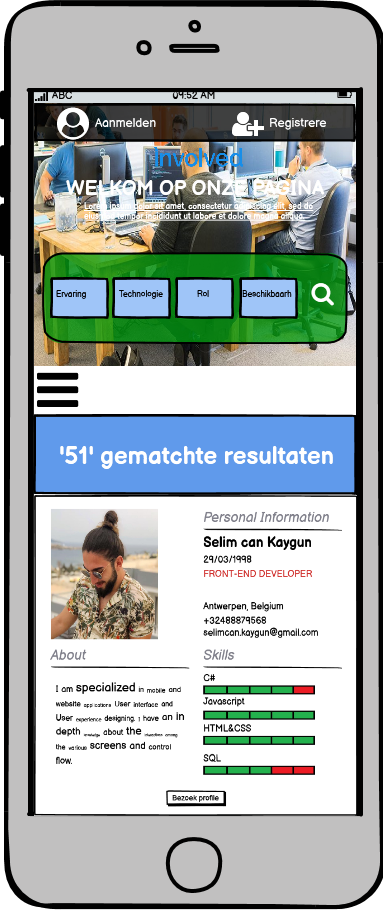 ABC 09:52 AM
Aanmelden Registrere
Involved
WELKOM OP ONZE PAGINA
Lorem ipsum dolor sit amet, consectetur adipiscing elit, sed do
eiusmod tempor incididunt ut labore et dolore magna aliqua.
Ervaring Technologie Rol Beschikbaarh
'51' gematchte resultaten
Personal Information
Selim can Kaygun
29/03/1998
FRONT-END DEVELOPER
Antwerpen, Belgium
+32488879568
selimcan.kaygun@gmail.com
About
I am specialized in mobile and
website applications User interface and
User experience designing. I have an in
depth knowledge about the interactions among
the various screens and control
flow.
Skills
C#
Javascript
HTML&CSS
SQL
Bezoek profile